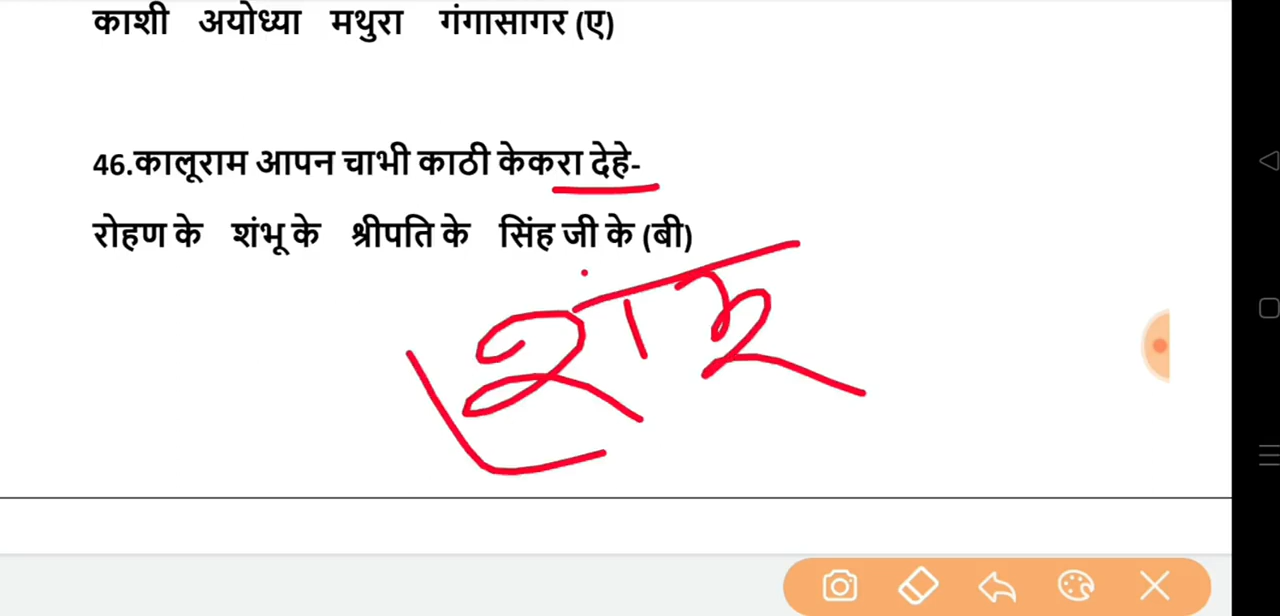 काशी अयोध्या मथुरा गंगासागर (ए)
46.कालूराम आपन चाभी काठी केकरा देहे-
रोहण के शंभू के श्रीपति के सिंह जी के (बी)